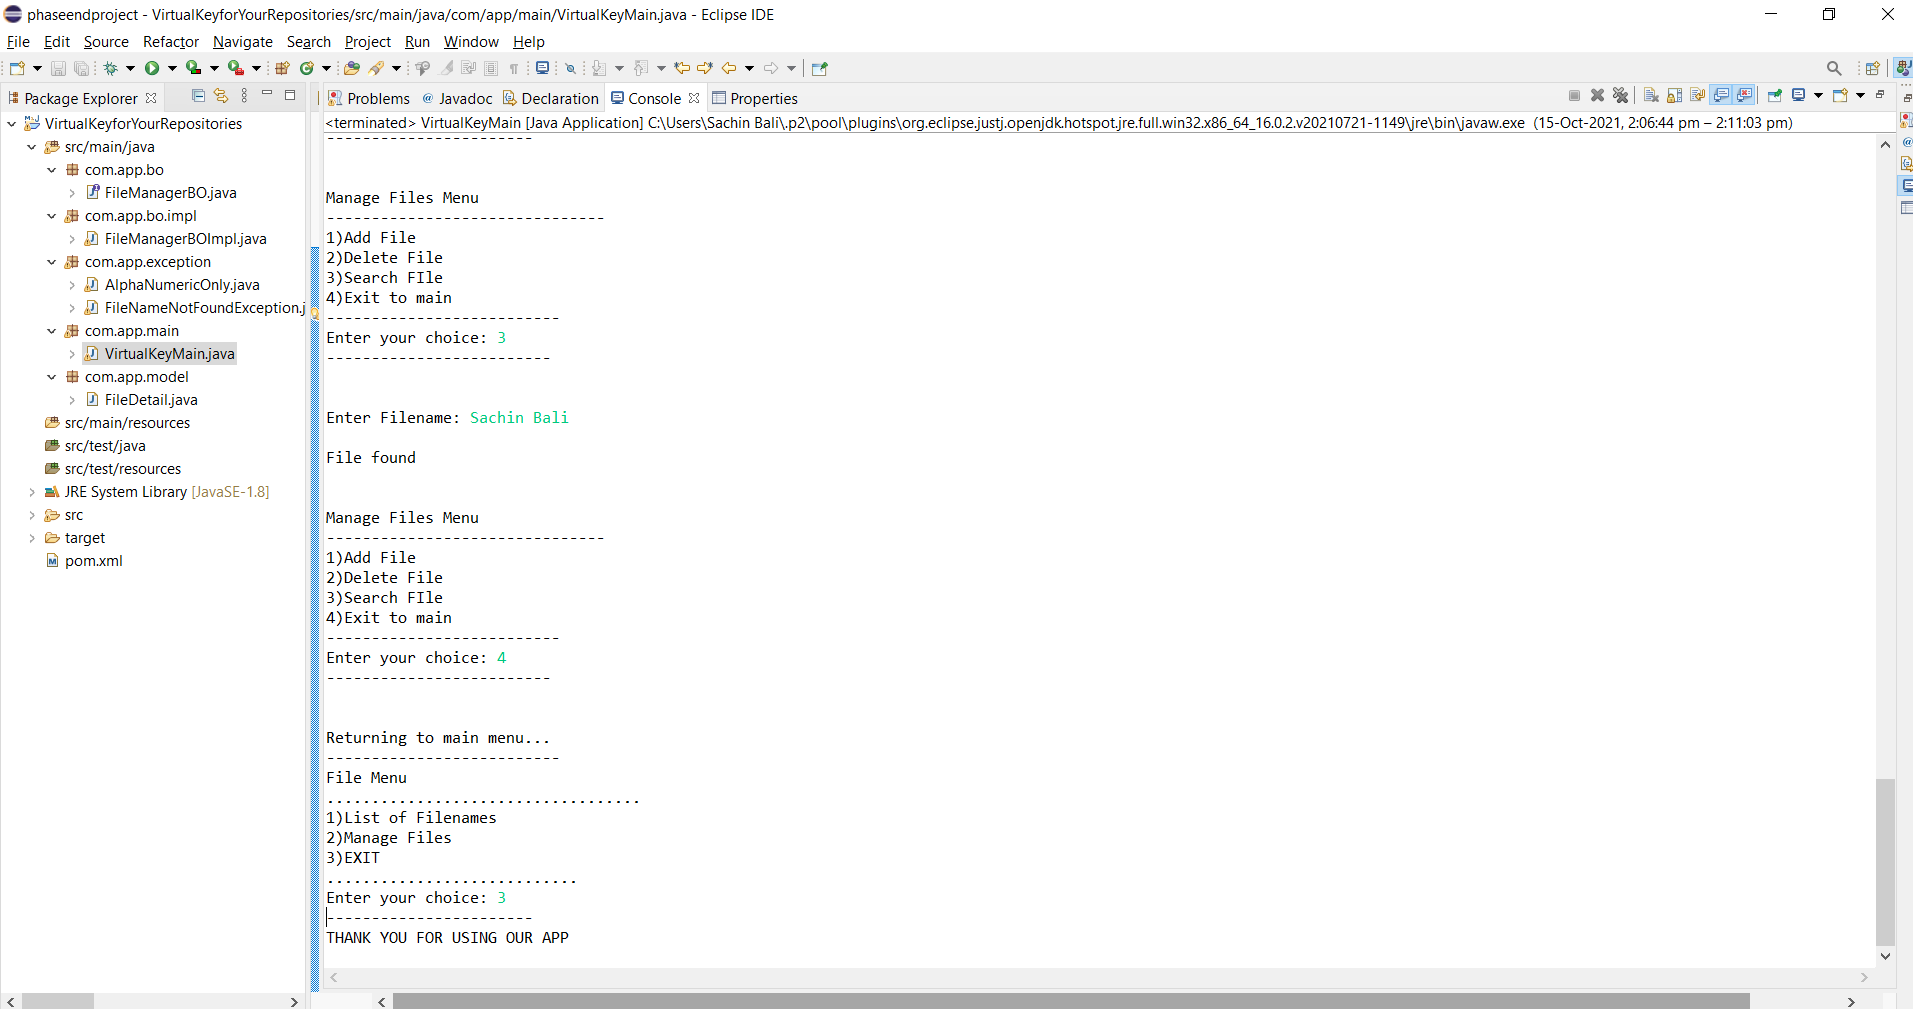 phaseendproject - VirtualKeyforYourRepositories/src/main/java/com/app/main/VirtualKeyMain.java - Eclipse IDE
File Edit Source Refactor Navigate Search Project Run Window Help
Package Explorer
Problems Javadoc Declaration Console Properties
<terminated> VirtualKeyMain [Java Application] C:\Users\Sachin Bali\.p2\pool\plugins\org.eclipse.justj.openjdk.hotspot.jre.full.win32.x86_64_16.0.2.v20210721-1149\jre\bin\javaw.exe (15-Oct-2021, 2:06:44 pm – 2:11:03 pm)
VirtualKeyforYourRepositories
src/main/java
com.app.bo
FileManagerBO.java
com.app.bo.impl
FileManagerBOImpl.java
com.app.exception
AlphaNumericOnly.java
FileNameNotFoundException.j
com.app.main
VirtualKeyMain.java
com.app.model
FileDetail.java
src/main/resources
src/test/java
src/test/resources
JRE System Library [JavaSE-1.8]
src
target
pom.xml
-----------------------
Manage Files Menu
-------------------------------
1)Add File
2)Delete File
3)Search FIle
4)Exit to main
--------------------------
Enter your choice: 3
-------------------------
Enter Filename: Sachin Bali
File found
Manage Files Menu
-------------------------------
1)Add File
2)Delete File
3)Search FIle
4)Exit to main
--------------------------
Enter your choice: 4
-------------------------
Returning to main menu...
--------------------------
File Menu
...................................
1)List of Filenames
2)Manage Files
3)EXIT
............................
Enter your choice: 3
-----------------------
THANK YOU FOR USING OUR APP